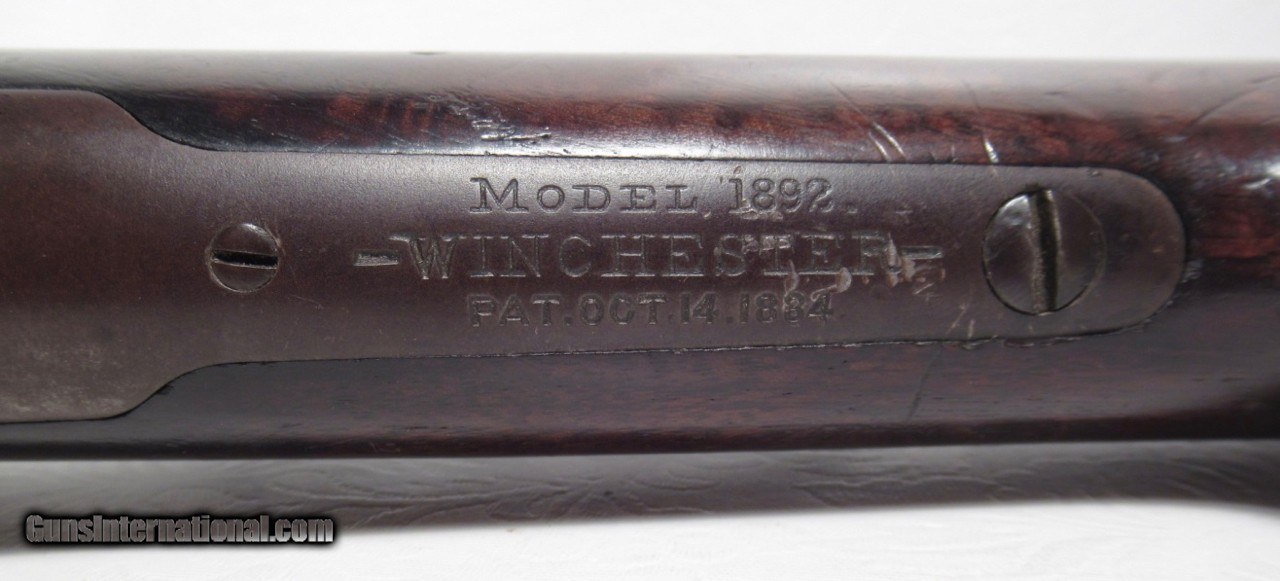 MODEL 1892.
-WINCHESTER-
PAT. OCT. 14. 1884.
GunsInternational.com